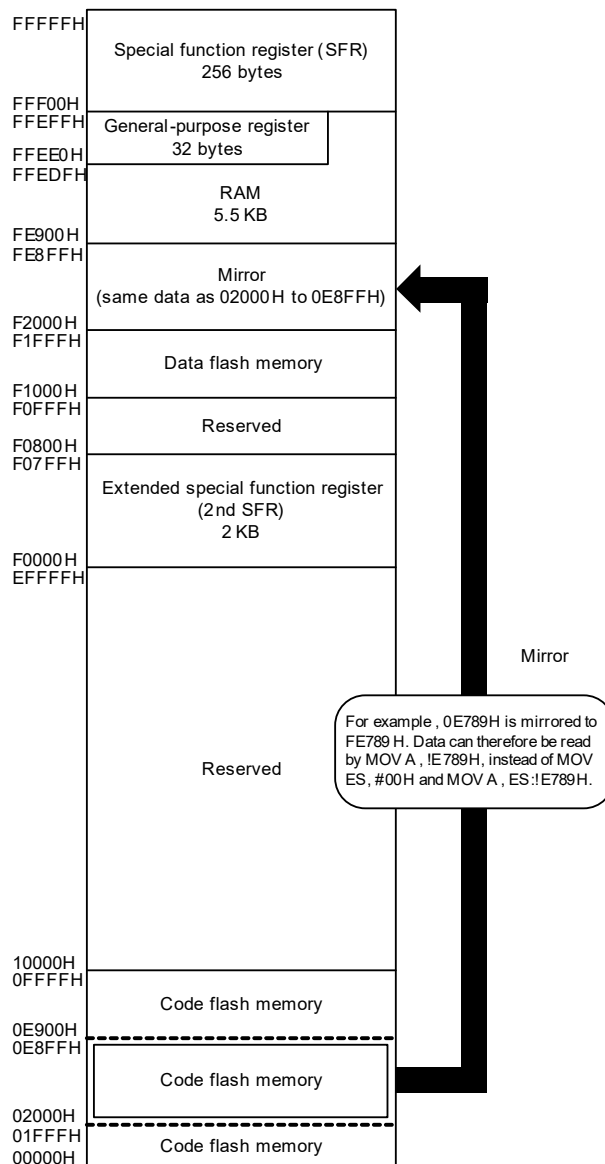 FFFFFH
Special function register (SFR)
256 bytes
FFF00H
FFEFFH
General-purpose register
32 bytes
FFEE0H
FFEDFH
RAM
5.5 KB
FE900H
FE8FFH
Mirror
(same data as 02000H to 0E8FFH)
F2000H
F1FFFH
Data flash memory
F1000H
F0FFFH
Reserved
F0800H
F07FFH
Extended special function register
(2nd SFR)
2 KB
F0000H
EFFFFH
Mirror
For example , 0E789H is mirrored to
FE789H. Data can therefore be read
by MOV A , !E789H, instead of MOV
ES, #00H and MOV A , ES:!E789H.
Reserved
10000H
0FFFFH
Code flash memory
0E900H
0E8FFH
Code flash memory
02000H
01FFFH
Code flash memory
00000H